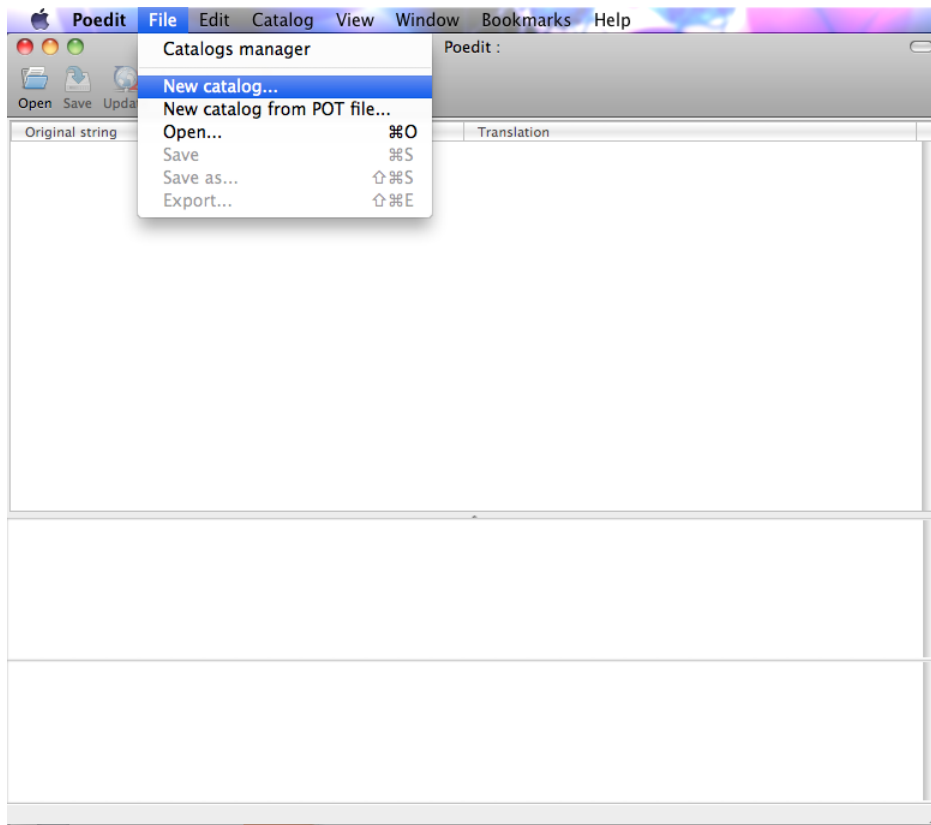 Poedit File Edit Catalog View Window Bookmarks Help
Poedit :
Catalogs manager
New catalog...
New catalog from POT file...
Open... ⌘O
Save ⌘S
Save as... ⇧⌘S
Export... ⇧⌘E
Open Save Upda
Original string Translation